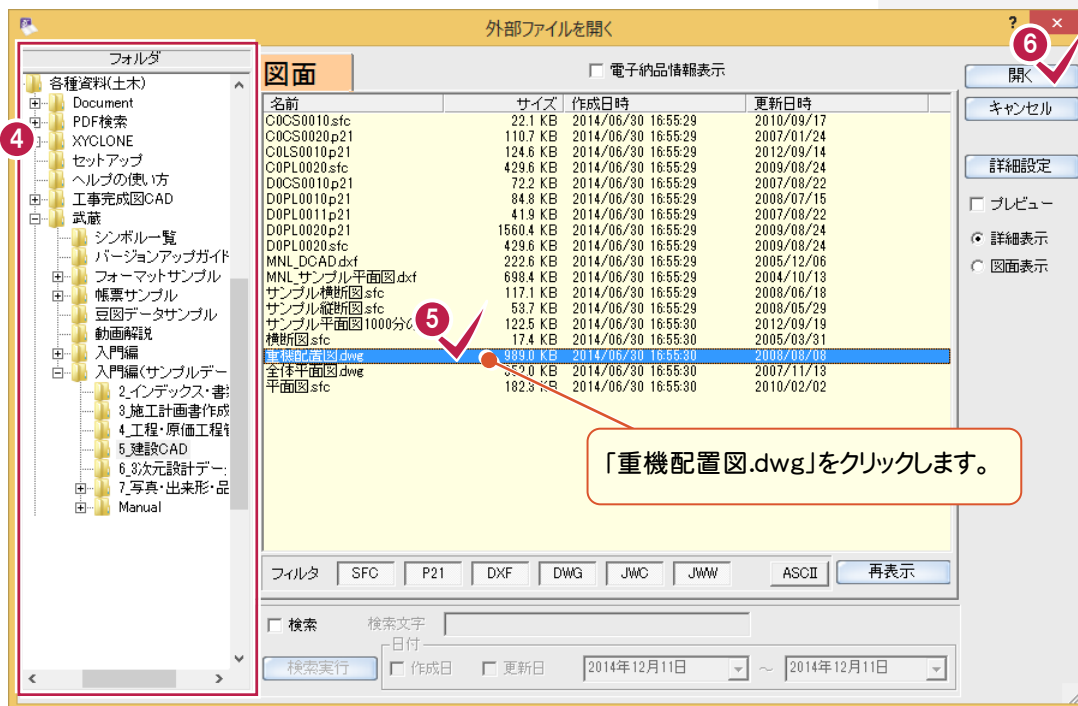 外部ファイルを開く
?
×
フォルダ
各種資料(土木)
Document
PDF検索
XYCLONE
セットアップ
ヘルプの使い方
工事完成図CAD
武蔵
シンボル一覧
バージョンアップガイド
フォーマットサンプル
帳票サンプル
豆図データサンプル
動画解説
入門編
入門編(サンプルデー
2_インデックス・書
3_施工計画書作成
4_工程・原価工程管
5_建設CAD
6_3次元設計データ
7_写真・出来形・品
Manual
4
図面
電子納品情報表示
名前 サイズ 作成日時 更新日時
C0CS0010.sfc 22.1 KB 2014/06/30 16:55:29 2010/09/17
C0CS0020.p21 110.7 KB 2014/06/30 16:55:29 2007/01/24
C0LS0010.p21 124.6 KB 2014/06/30 16:55:29 2012/09/14
C0PL0020.sfc 429.6 KB 2014/06/30 16:55:29 2009/08/24
D0CS0010.p21 72.2 KB 2014/06/30 16:55:29 2007/08/22
D0PL0010.p21 84.8 KB 2014/06/30 16:55:29 2008/07/15
D0PL0011.p21 41.9 KB 2014/06/30 16:55:29 2007/08/22
D0PL0020.p21 1560.4 KB 2014/06/30 16:55:29 2009/08/24
D0PL0020.sfc 429.6 KB 2014/06/30 16:55:29 2009/08/24
MNL_DCAD.dxf 222.6 KB 2014/06/30 16:55:29 2005/12/06
MNL_サンプル平面図.dxf 698.4 KB 2014/06/30 16:55:29 2004/10/13
サンプル横断図.sfc 117.1 KB 2014/06/30 16:55:29 2008/06/18
サンプル縦断図.sfc 53.7 KB 2014/06/30 16:55:29 2008/05/29
サンプル平面図1000分の 122.5 KB 2014/06/30 16:55:30 2012/09/19
横断図.sfc 17.4 KB 2014/06/30 16:55:30 2005/03/31
重機配置図.dwg 989.0 KB 2014/06/30 16:55:30 2008/08/08
全体平面図.dwg 352.0 KB 2014/06/30 16:55:30 2007/11/13
平面図.sfc 182.3 KB 2014/06/30 16:55:30 2010/02/02
5
「重機配置図.dwg」をクリックします。
フィルタ SFC P21 DXF DWG JWC JWW ASCII 再表示
検索 検索文字
日付
検索実行 作成日 更新日 2014年12月11日 ～ 2014年12月11日
6
開く
キャンセル
詳細設定
プレビュー
詳細表示
図面表示